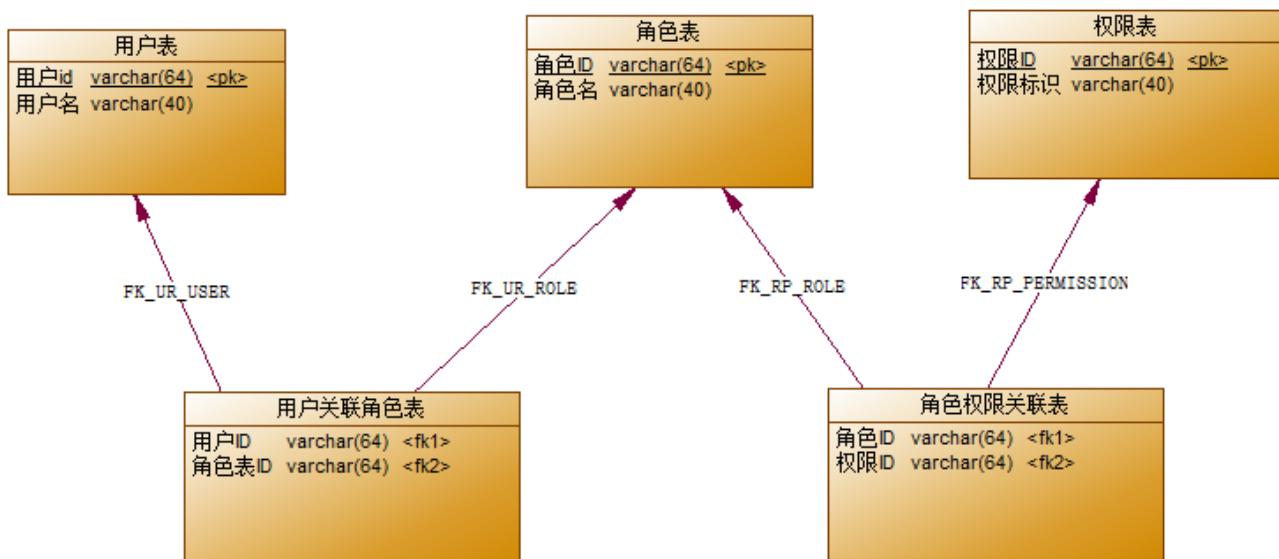 用户表
用户id varchar(64) <pk>
用户名 varchar(40)
角色表
角色ID varchar(64) <pk>
角色名 varchar(40)
权限表
权限ID varchar(64) <pk>
权限标识 varchar(40)
FK_UR_USER
FK_UR_ROLE
FK_RP_ROLE
FK_RP_PERMISSION
用户关联角色表
用户ID varchar(64) <fk1>
角色表ID varchar(64) <fk2>
角色权限关联表
角色ID varchar(64) <fk1>
权限ID varchar(64) <fk2>